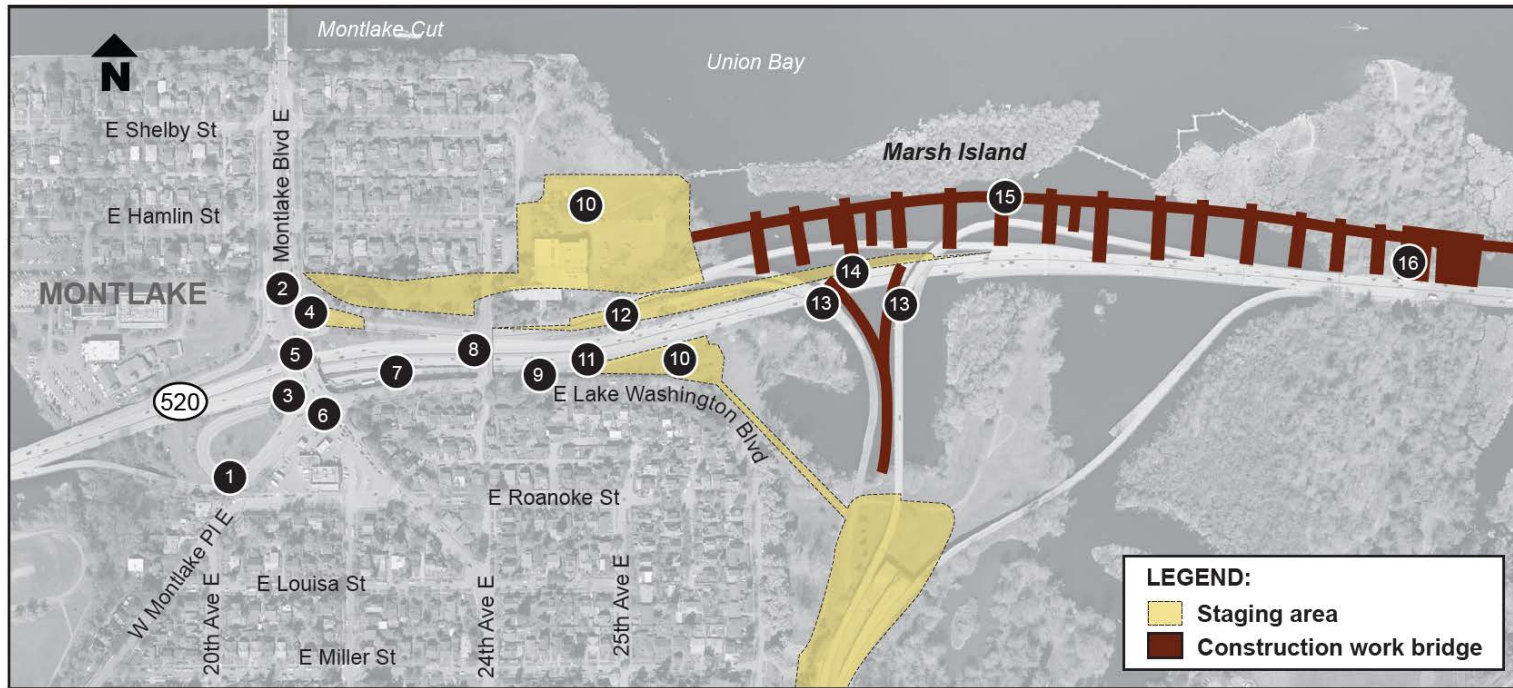 Montlake Cut
Union Bay
N
E Shelby St
Montlake Blvd E
Marsh Island
E Hamlin St
10
15
2
14
16
MONTLAKE
4
12
13
13
5
8
11
10
7
9
3
E Lake Washington Blvd
520
6
1
E Roanoke St
W Montlake Pl E
20th Ave E
E Louisa St
24th Ave E
25th Ave E
E Miller St
LEGEND:
Staging area
Construction work bridge